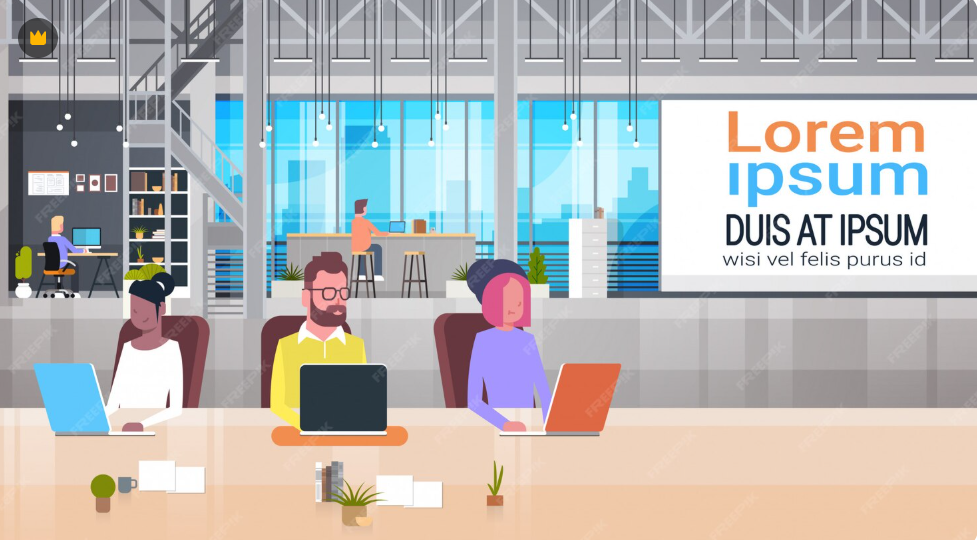 Lorem
ipsum
DUIS AT IPSUM
wisi vel felis purus id